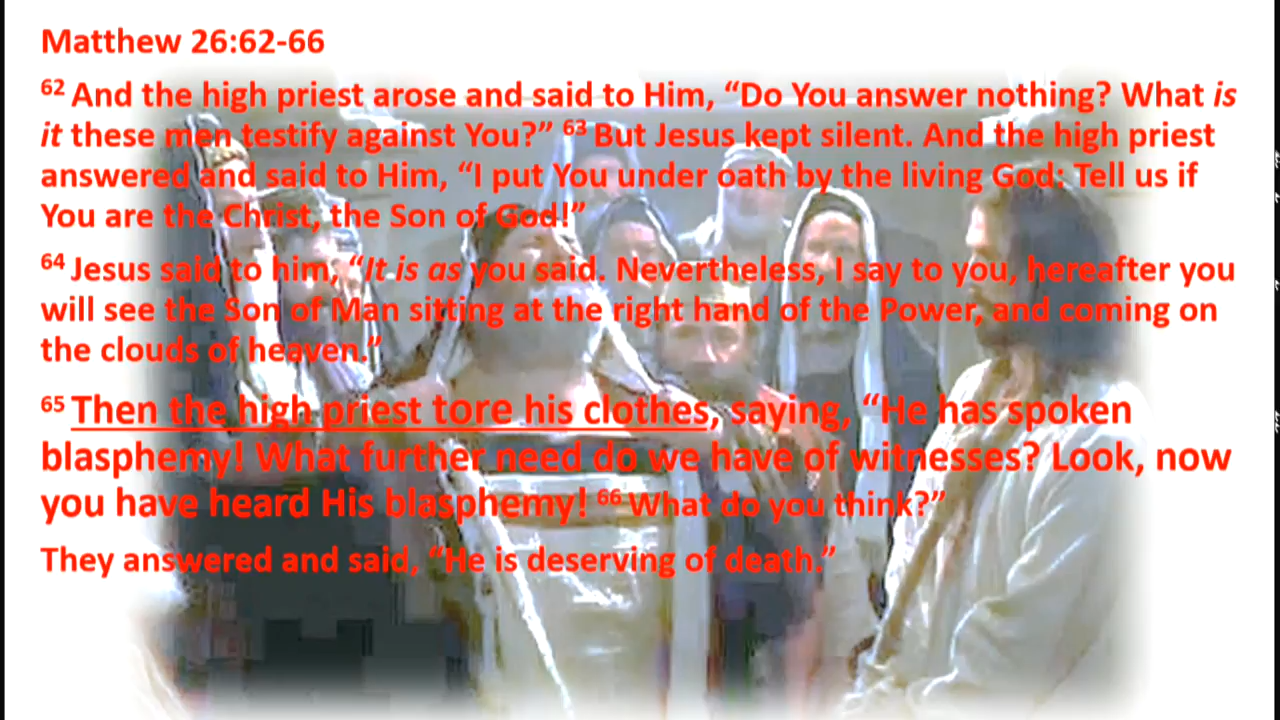 Matthew 26:62-66
62 And the high priest arose and said to Him, “Do You answer nothing? What is
it these men testify against You?” 63 But Jesus kept silent. And the high priest
answered and said to Him, “I put You under oath by the living God: Tell us if
You are the Christ, the Son of God!”
64 Jesus said to him, “It is as you said. Nevertheless, I say to you, hereafter you
will see the Son of Man sitting at the right hand of the Power, and coming on
the clouds of heaven.”
65 Then the high priest tore his clothes, saying, “He has spoken
blasphemy! What further need do we have of witnesses? Look, now
you have heard His blasphemy! 66 What do you think?”
They answered and said, “He is deserving of death.”